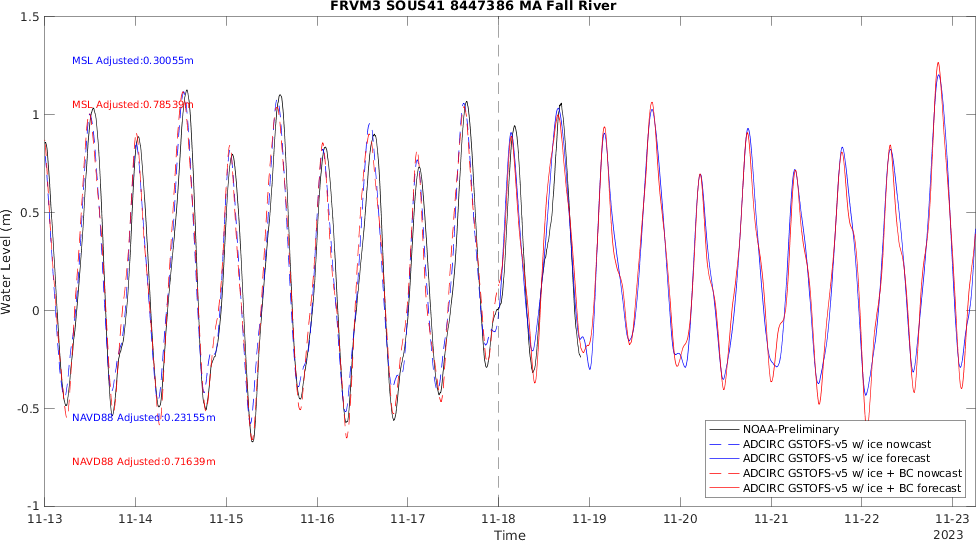 FRVM3 SOUS41 8447386 MA Fall River
1.5
1
0.5
0
-0.5
-1
Water Level (m)
MSL Adjusted:0.30055m
MSL Adjusted:0.78539m
NAVD88 Adjusted:0.23155m
NAVD88 Adjusted:0.71639m
NOAA-Preliminary
ADCIRC GSTOFS-v5 w/ ice nowcast
ADCIRC GSTOFS-v5 w/ ice forecast
ADCIRC GSTOFS-v5 w/ ice + BC nowcast
ADCIRC GSTOFS-v5 w/ ice + BC forecast
11-13 11-14 11-15 11-16 11-17 11-18 11-19 11-20 11-21 11-22 11-23
Time 2023